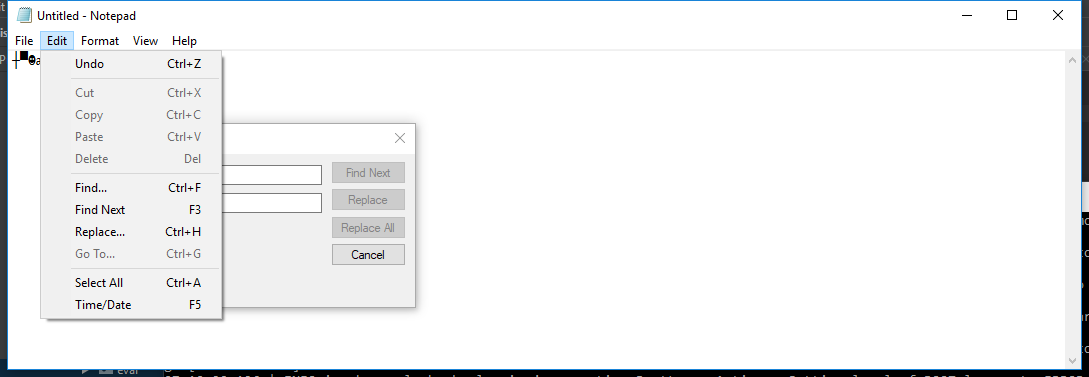 Untitled - Notepad
File Edit Format View Help
Undo Ctrl+Z
Cut Ctrl+X
Copy Ctrl+C
Paste Ctrl+V
Delete Del
Find... Ctrl+F
Find Next F3
Replace... Ctrl+H
Go To... Ctrl+G
Select All Ctrl+A
Time/Date F5
Find Next
Replace
Replace All
Cancel
eval